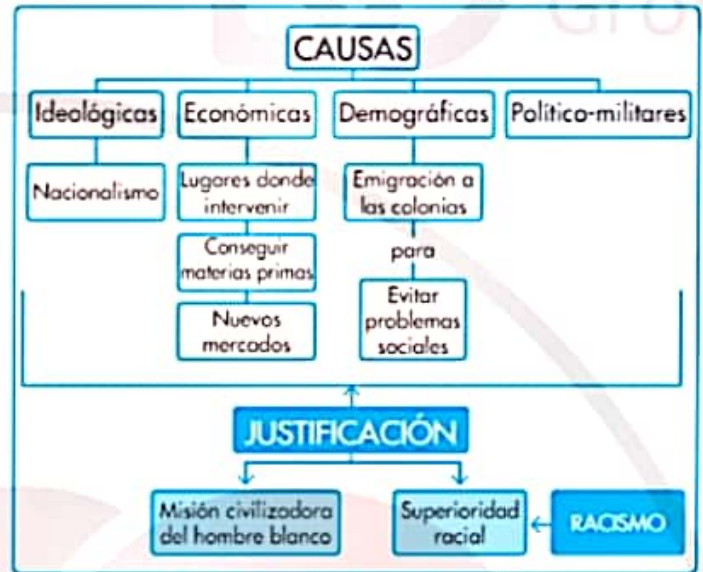 CAUSAS
Ideológicas
Económicas
Demográficas
Político-militares
Nacionalismo
Lugares donde
intervenir
Conseguir
materias primas
Nuevos
mercados
Emigración a
las colonias
para
Evitar
problemas
sociales
JUSTIFICACIÓN
Misión civilizadora
del hombre blanco
Superioridad
racial
RACISMO